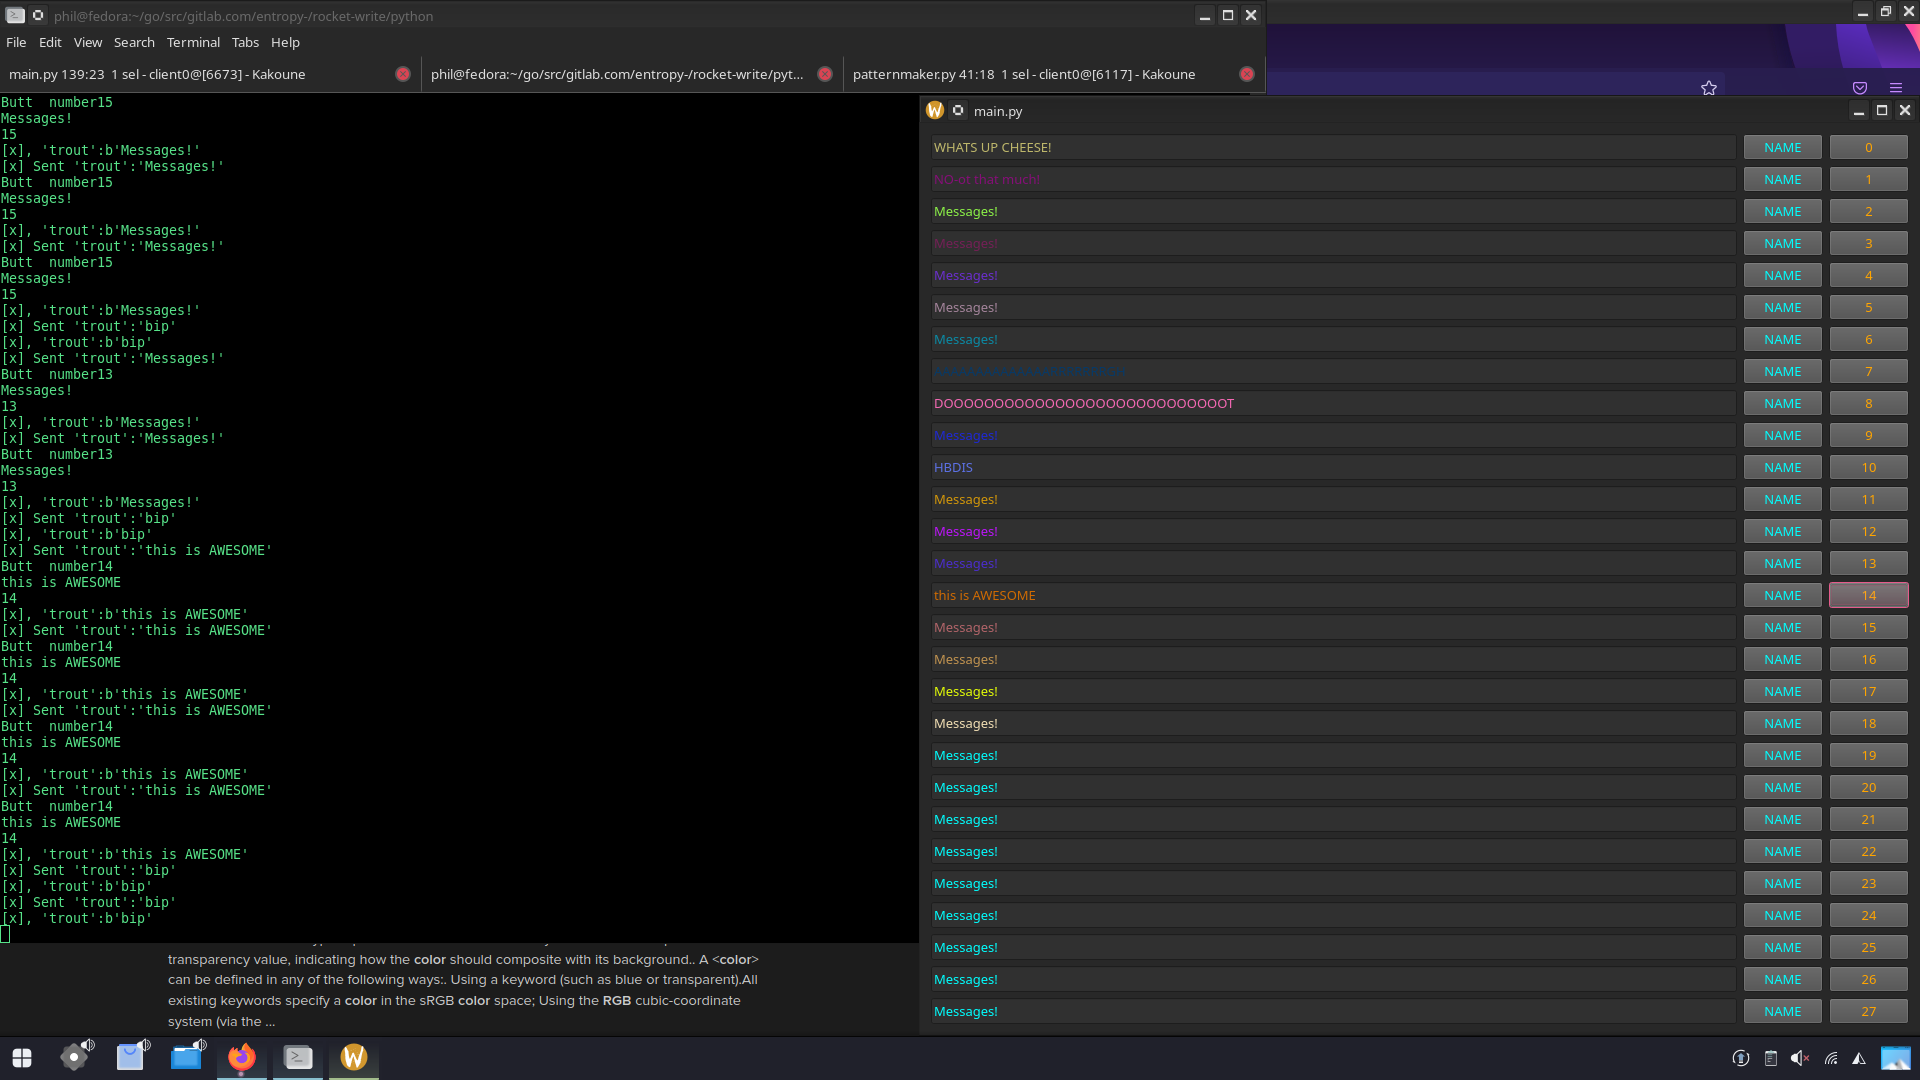 phil@fedora:~/go/src/gitlab.com/entropy-/rocket-write/python
File Edit View Search Terminal Tabs Help
main.py 139:23 1 sel - client0@[6673] - Kakoune
phil@fedora:~/go/src/gitlab.com/entropy-/rocket-write/pyt...
patternmaker.py 41:18 1 sel - client0@[6117] - Kakoune
Butt  number15
Messages!
15
[x], 'trout':b'Messages!'
[x] Sent 'trout':'Messages!'
Butt  number15
Messages!
15
[x], 'trout':b'Messages!'
[x] Sent 'trout':'Messages!'
Butt  number15
Messages!
15
[x], 'trout':b'Messages!'
[x] Sent 'trout':'bip'
[x], 'trout':b'bip'
[x] Sent 'trout':'Messages!'
Butt  number13
Messages!
13
[x], 'trout':b'Messages!'
[x] Sent 'trout':'Messages!'
Butt  number13
Messages!
13
[x], 'trout':b'Messages!'
[x] Sent 'trout':'bip'
[x], 'trout':b'bip'
[x] Sent 'trout':'this is AWESOME'
Butt  number14
this is AWESOME
14
[x], 'trout':b'this is AWESOME'
[x] Sent 'trout':'this is AWESOME'
Butt  number14
this is AWESOME
14
[x], 'trout':b'this is AWESOME'
[x] Sent 'trout':'this is AWESOME'
Butt  number14
this is AWESOME
14
[x], 'trout':b'this is AWESOME'
[x] Sent 'trout':'this is AWESOME'
Butt  number14
this is AWESOME
14
[x], 'trout':b'this is AWESOME'
[x] Sent 'trout':'bip'
[x], 'trout':b'bip'
[x] Sent 'trout':'bip'
[x], 'trout':b'bip'
transparency value, indicating how the color should composite with its background.. A <color>
can be defined in any of the following ways:. Using a keyword (such as blue or transparent).All
existing keywords specify a color in the sRGB color space; Using the RGB cubic-coordinate
system (via the ...
main.py
WHATS UP CHEESE! NAME 0
NO-ot that much! NAME 1
Messages! NAME 2
Messages! NAME 3
Messages! NAME 4
Messages! NAME 5
Messages! NAME 6
NAME 7
DOOOOOOOOOOOOOOOOOOOOOOOOOOOOT NAME 8
Messages! NAME 9
HBDIS NAME 10
Messages! NAME 11
Messages! NAME 12
Messages! NAME 13
this is AWESOME NAME 14
Messages! NAME 15
Messages! NAME 16
Messages! NAME 17
Messages! NAME 18
Messages! NAME 19
Messages! NAME 20
Messages! NAME 21
Messages! NAME 22
Messages! NAME 23
Messages! NAME 24
Messages! NAME 25
Messages! NAME 26
Messages! NAME 27